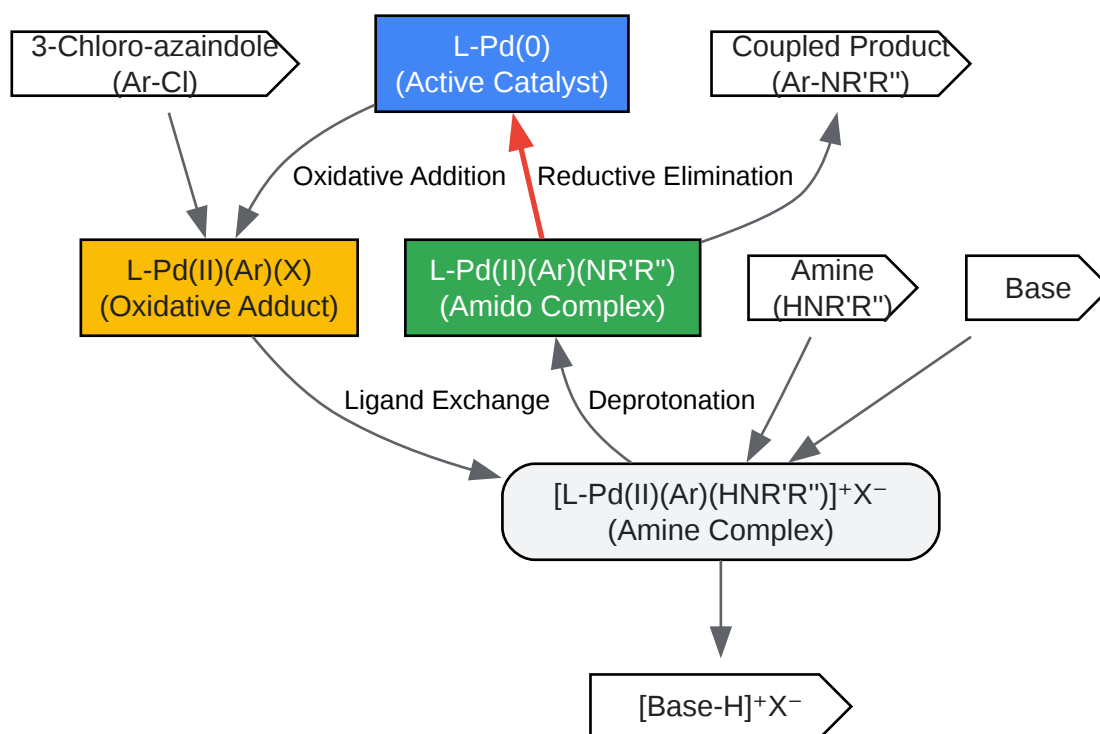 3-Chloro-azaindole
(Ar-Cl)
L-Pd(0)
(Active Catalyst)
Coupled Product
(Ar-NR'R'')
Oxidative Addition
Reductive Elimination
L-Pd(II)(Ar)(X)
(Oxidative Adduct)
L-Pd(II)(Ar)(NR'R'')
(Amido Complex)
Amine
(HNR'R'')
Base
Ligand Exchange
Deprotonation
[L-Pd(II)(Ar)(HNR'R'')]⁺X⁻
(Amine Complex)
[Base-H]⁺X⁻